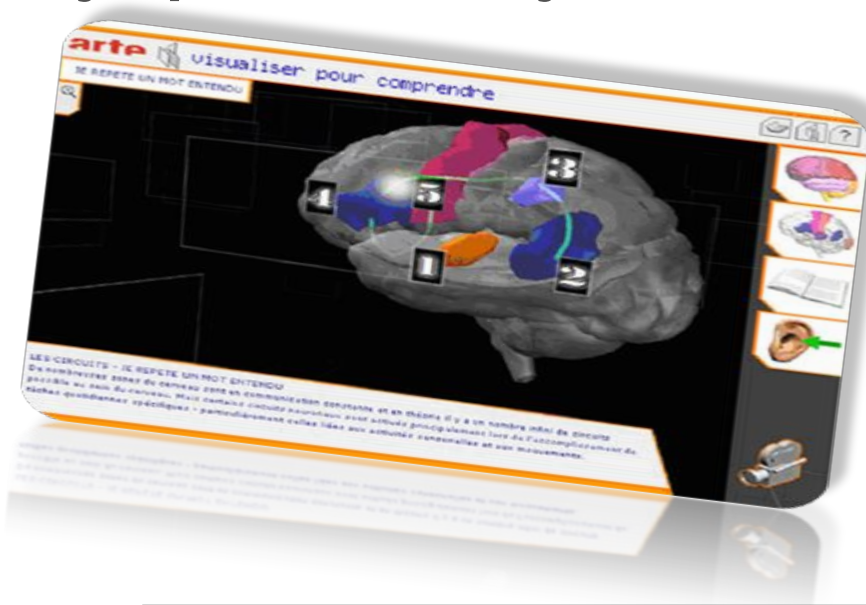 arte visualiser pour comprendre
JE REPETE UN MOT ENTENDU
?
3
4
5
1
2
LES CIRCUITS - JE REPETE UN MOT ENTENDU
De nombreuses zones du cerveau sont en communication constante et en théorie il y a un nombre infini de circuits
possible au sein du cerveau. Mais certains circuits neuronaux sont activés principalement lors de l'accomplissement de
tâches quotidiennes spécifiques - particulièrement celles liées aux activités sensorielles et aux mouvements.